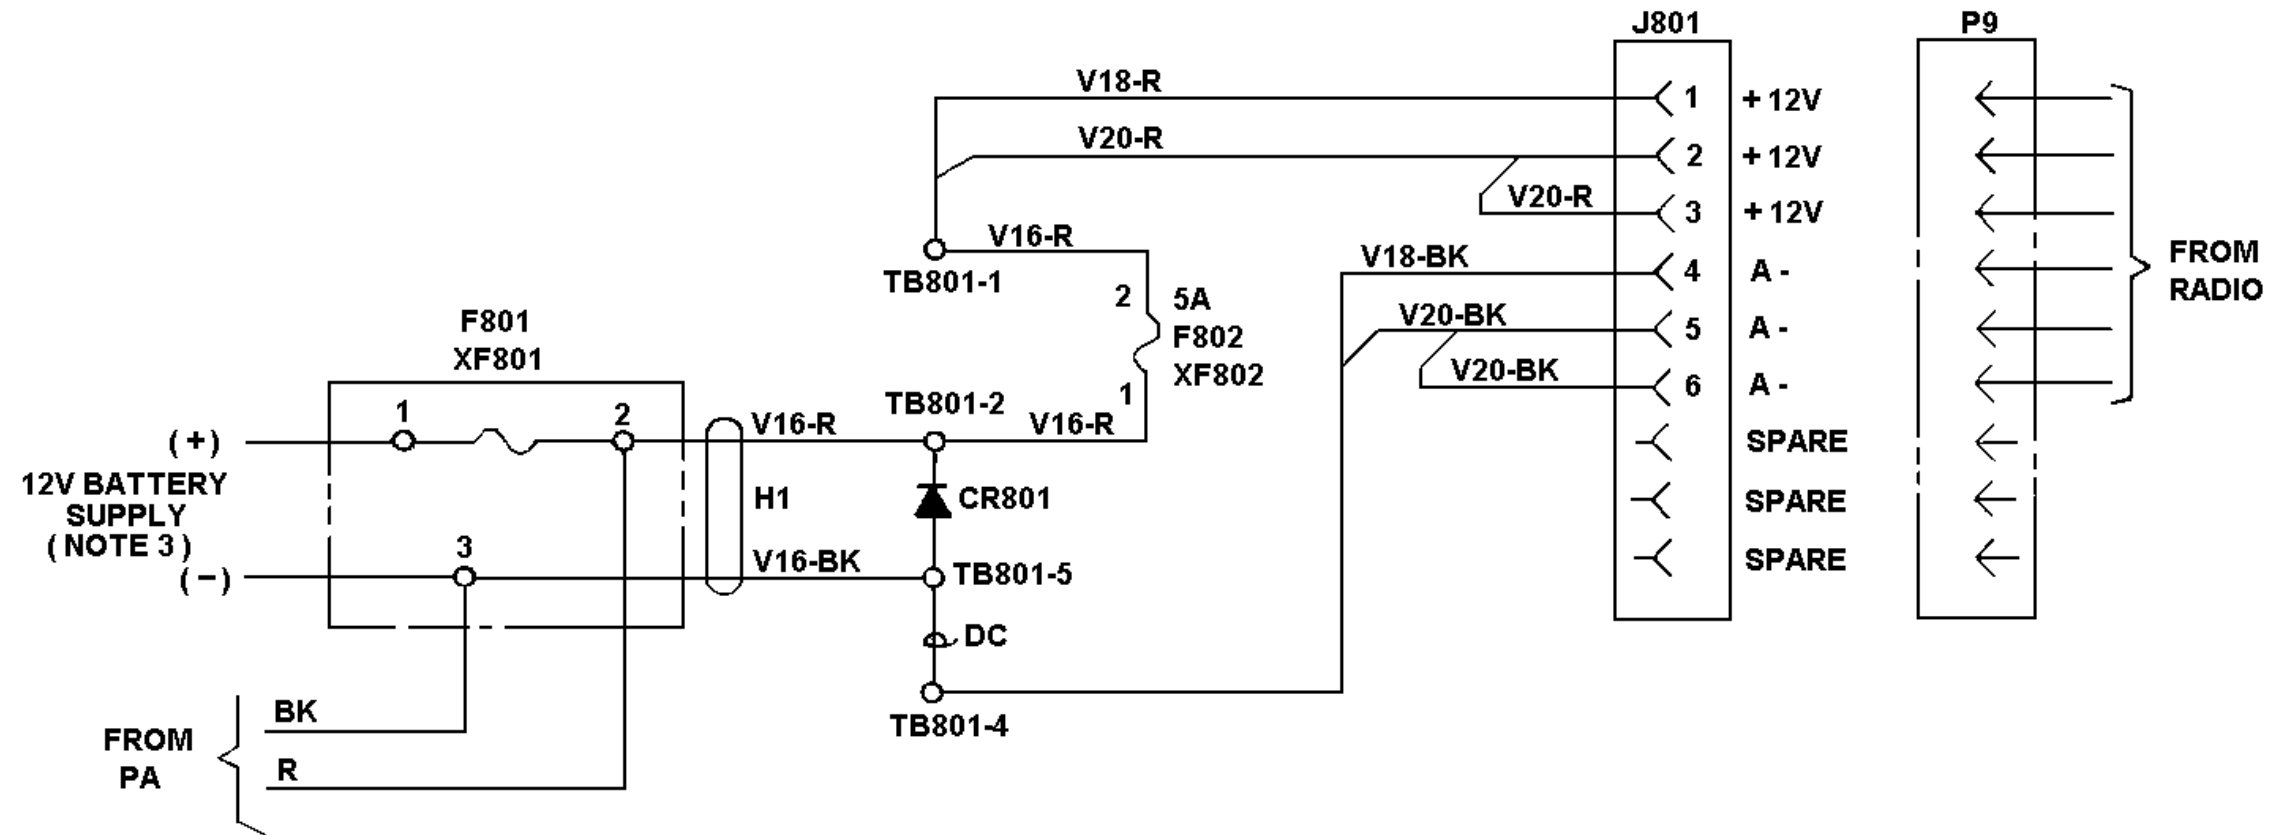 J801
P9
V18-R
1
+ 12V
V20-R
2
+ 12V
V20-R
3
+ 12V
V16-R
TB801-1
V18-BK
4
A -
FROM
RADIO
2
5A
F802
XF802
1
V20-BK
5
A -
V20-BK
6
A -
F801
XF801
1
2
TB801-2
V16-R
V16-R
SPARE
SPARE
SPARE
( + )
12V BATTERY
SUPPLY
( NOTE 3 )
( − )
H1
CR801
3
V16-BK
TB801-5
DC
TB801-4
BK
FROM
PA
R